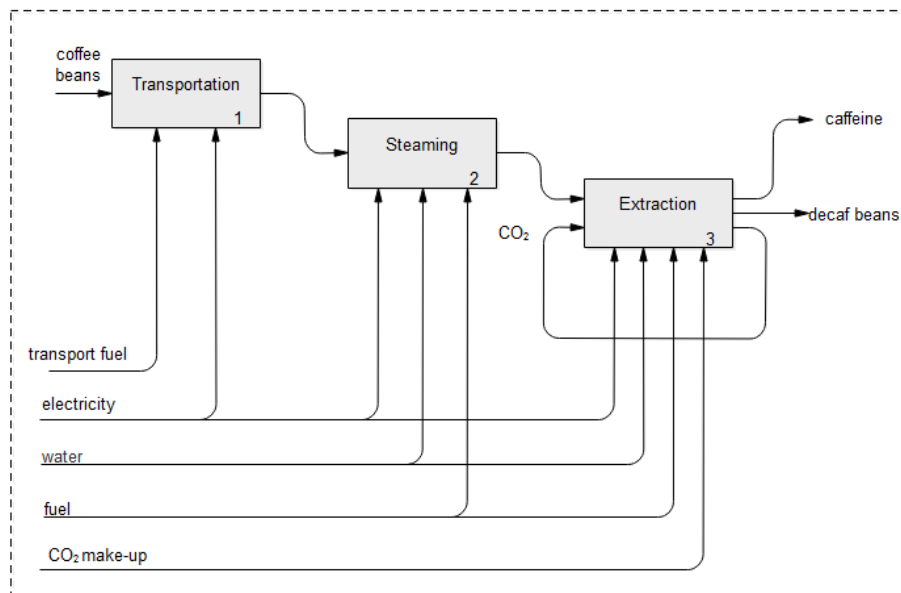 coffee
beans
Transportation
1
Steaming
2
caffeine
Extraction
3
decaf beans
CO₂
transport fuel
electricity
water
fuel
CO₂ make-up